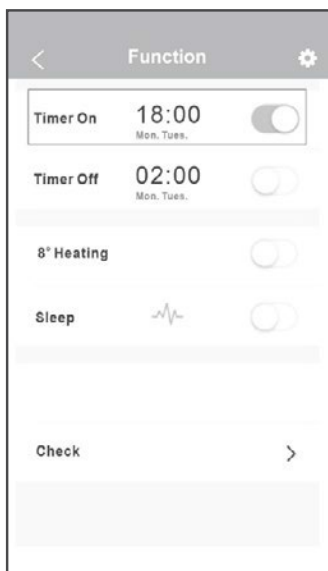 Function
Timer On 18:00
Mon. Tues.
Timer Off 02:00
Mon. Tues.
8° Heating
Sleep
Check